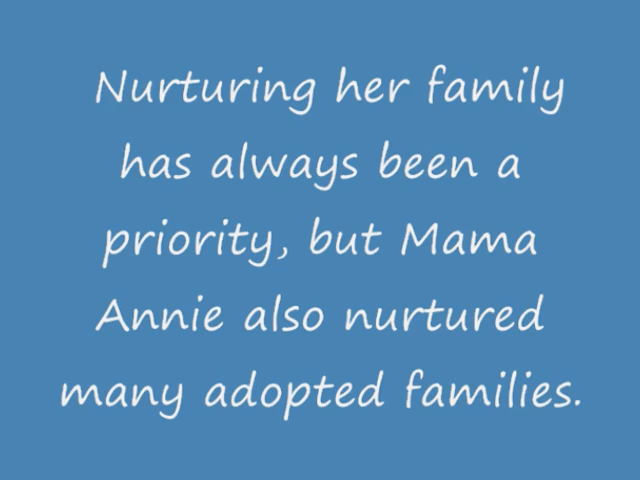 Nurturing her family
has always been a
priority, but Mama
Annie also nurtured
many adopted families.